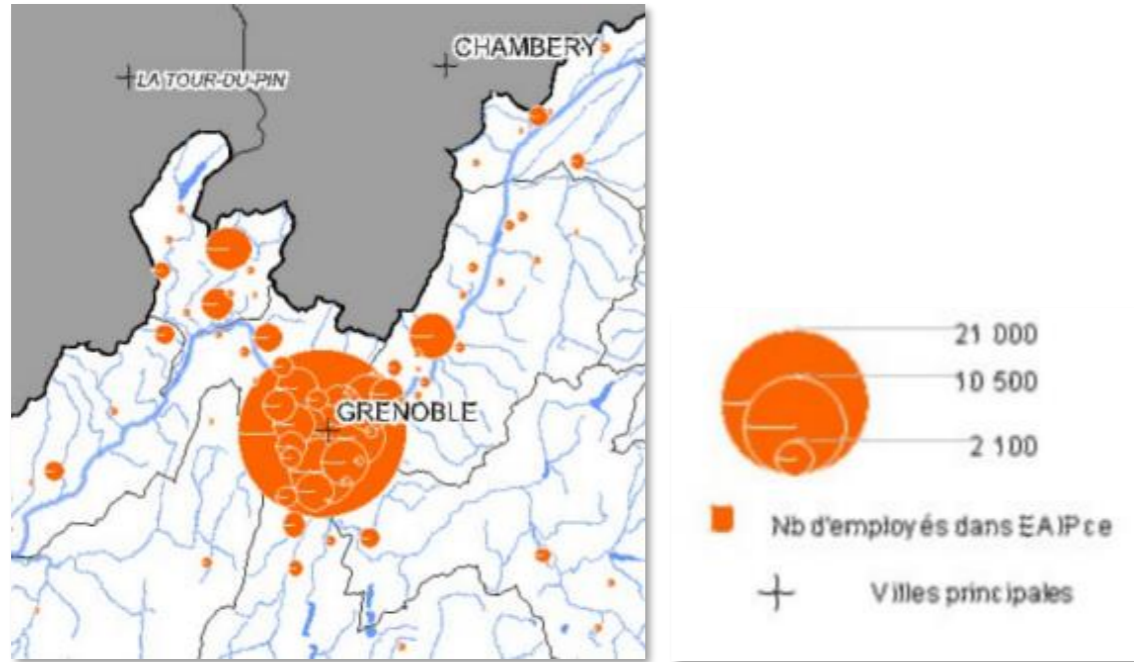 CHAMBERY
LA TOUR-DU-PIN
GRENOBLE
21 000
10 500
2 100
Nb d'employés dans EAIPce
Villes principales